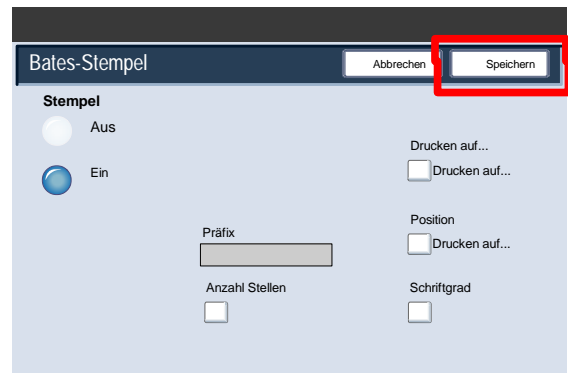 Bates-Stempel
Abbrechen
Speichern
Stempel
Aus
Ein
Drucken auf...
Drucken auf...
Präfix
Position
Drucken auf...
Anzahl Stellen
Schriftgrad